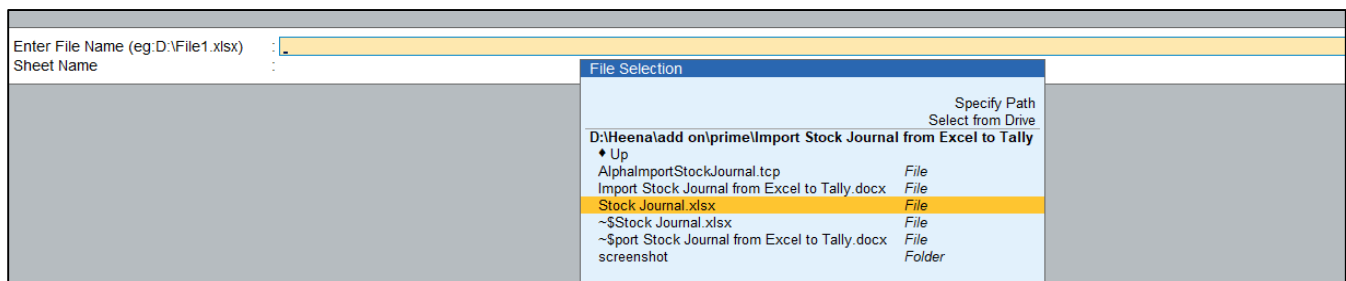 Enter File Name (eg:D:\File1.xlsx) :
Sheet Name :
File Selection
Specify Path
Select from Drive
D:\Heena\add on\prime\Import Stock Journal from Excel to Tally
♦ Up
AlphaImportStockJournal.tcp File
Import Stock Journal from Excel to Tally.docx File
Stock Journal.xlsx File
~$Stock Journal.xlsx File
~$port Stock Journal from Excel to Tally.docx File
screenshot Folder